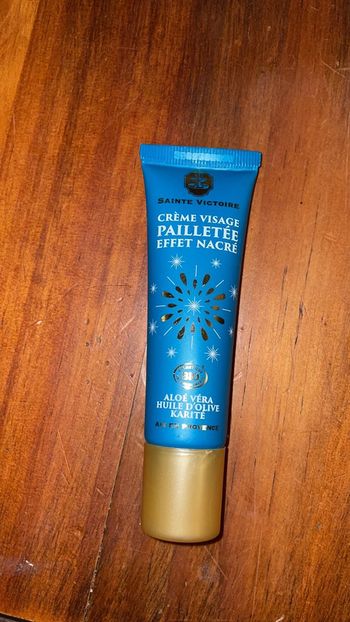 SAINTE VICTOIRE
CRÈME VISAGE
PAILLETÉE
EFFET NACRÉ
ALOÉ VÉRA
HUILE D'OLIVE
KARITÉ